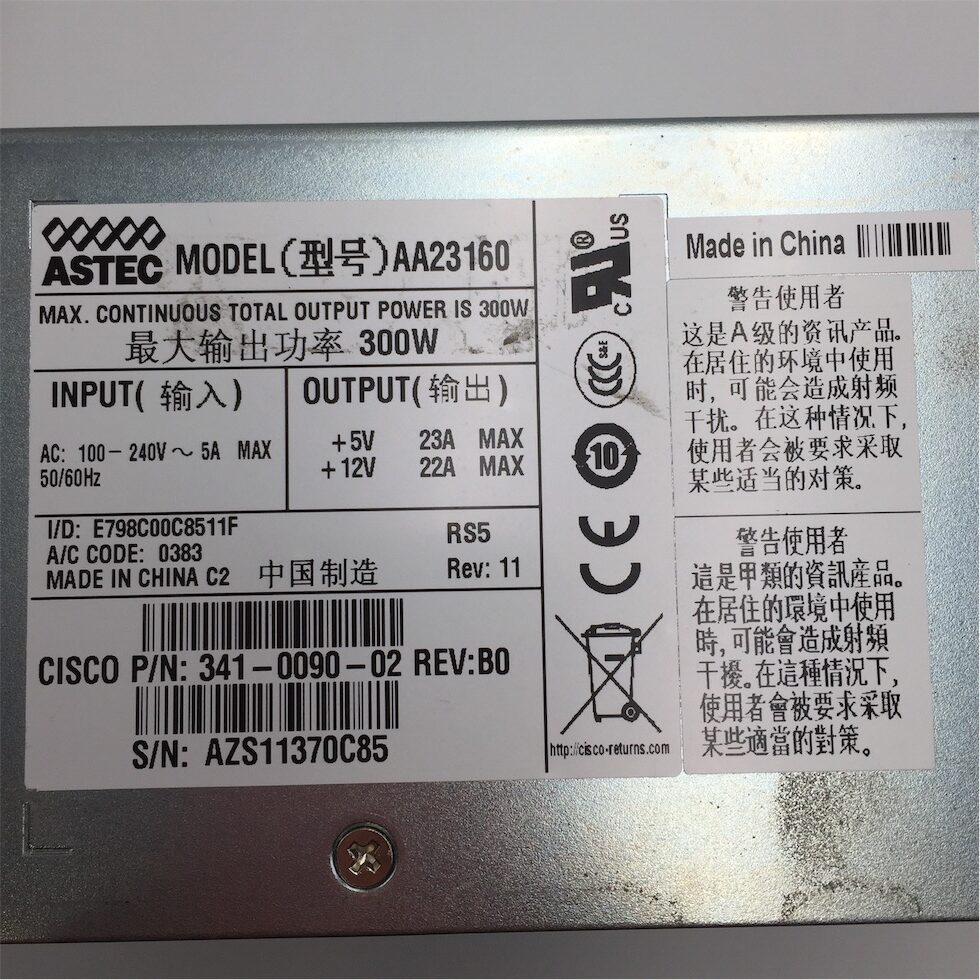 ASTEC
MODEL(型号)AA23160
MAX. CONTINUOUS TOTAL OUTPUT POWER IS 300W
最大输出功率 300W
INPUT( 输入)
AC: 100-240V～ 5A MAX
50/60Hz
OUTPUT(输出)
+5V 23A MAX
+12V 22A MAX
I/D: E798C00C8511F
A/C CODE: 0383
MADE IN CHINA C2 中国制造
RS5
Rev: 11
CISCO P/N: 341-0090-02 REV:B0
S/N: AZS11370C85
®
C US
S&E
10
CE
http://cisco-returns.com
Made in China
警告使用者
这是A级的资讯产品。
在居住的环境中使用
时，可能会造成射频
干扰。在这种情况下，
使用者会被要求采取
某些适当的对策。
警告使用者
這是甲類的資訊産品。
在居住的環境中使用
時，可能會造成射頻
干擾。在這種情況下，
使用者會被要求采取
某些適當的對策。